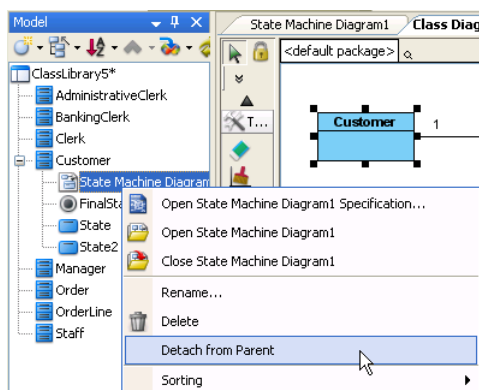 Model
State Machine Diagram1
Class Diag
<default package>
ClassLibrary5*
AdministrativeClerk
BankingClerk
Clerk
Customer
State Machine Diagram
FinalSta
State
State2
Manager
Order
OrderLine
Staff
T...
Customer
1
Open State Machine Diagram1 Specification...
Open State Machine Diagram1
Close State Machine Diagram1
Rename...
Delete
Detach from Parent
Sorting